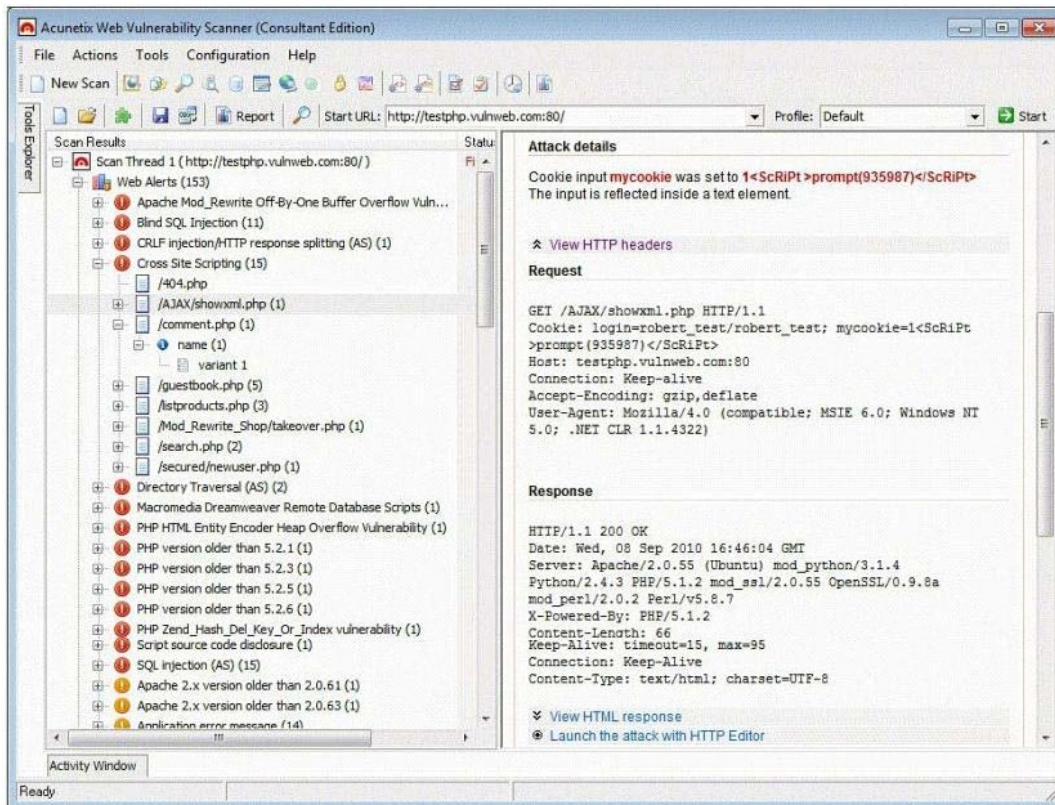 Acunetix Web Vulnerability Scanner (Consultant Edition)
File Actions Tools Configuration Help
New Scan
Report Start URL: http://testphp.vulnweb.com:80/ Profile: Default Start
Tools Explorer
Scan Results Statu
Scan Thread 1 ( http://testphp.vulnweb.com:80/ ) Fi
Web Alerts (153)
Apache Mod_Rewrite Off-By-One Buffer Overflow Vuln...
Blind SQL Injection (11)
CRLF injection/HTTP response splitting (AS) (1)
Cross Site Scripting (15)
/404.php
/AJAX/showxml.php (1)
/comment.php (1)
name (1)
variant 1
/guestbook.php (5)
/listproducts.php (3)
/Mod_Rewrite_Shop/takeover.php (1)
/search.php (2)
/secured/newuser.php (1)
Directory Traversal (AS) (2)
Macromedia Dreamweaver Remote Database Scripts (1)
PHP HTML Entity Encoder Heap Overflow Vulnerability (1)
PHP version older than 5.2.1 (1)
PHP version older than 5.2.3 (1)
PHP version older than 5.2.5 (1)
PHP version older than 5.2.6 (1)
PHP Zend_Hash_Del_Key_Or_Index vulnerability (1)
Script source code disclosure (1)
SQL injection (AS) (15)
Apache 2.x version older than 2.0.61 (1)
Apache 2.x version older than 2.0.63 (1)
Application error message (14)
Attack details
Cookie input mycookie was set to 1<ScRiPt >prompt(935987)</ScRiPt>
The input is reflected inside a text element.
View HTTP headers
Request
GET /AJAX/showxml.php HTTP/1.1
Cookie: login=robert_test/robert_test; mycookie=1<ScRiPt
>prompt(935987)</ScRiPt>
Host: testphp.vulnweb.com:80
Connection: Keep-alive
Accept-Encoding: gzip,deflate
User-Agent: Mozilla/4.0 (compatible; MSIE 6.0; Windows NT
5.0; .NET CLR 1.1.4322)
Response
HTTP/1.1 200 OK
Date: Wed, 08 Sep 2010 16:46:04 GMT
Server: Apache/2.0.55 (Ubuntu) mod_python/3.1.4
Python/2.4.3 PHP/5.1.2 mod_ssl/2.0.55 OpenSSL/0.9.8a
mod_perl/2.0.2 Perl/v5.8.7
X-Powered-By: PHP/5.1.2
Content-Length: 66
Keep-Alive: timeout=15, max=95
Connection: Keep-Alive
Content-Type: text/html; charset=UTF-8
View HTML response
Launch the attack with HTTP Editor
Activity Window
Ready